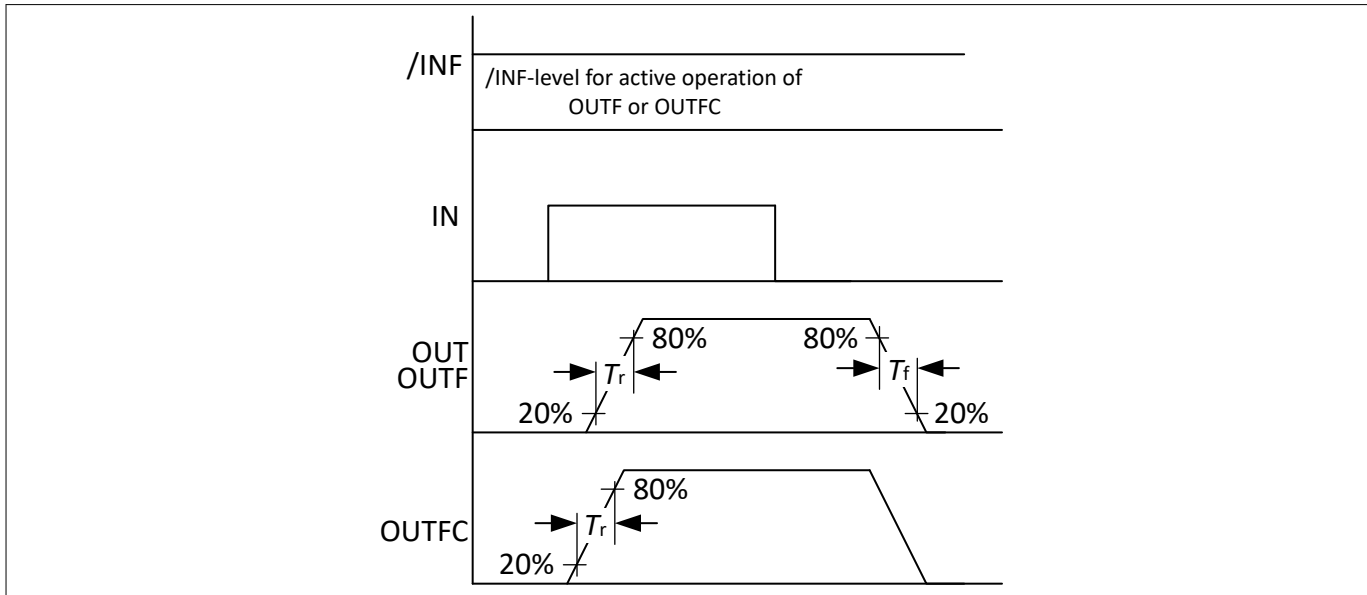 /INF
/INF-level for active operation of
OUTF or OUTFC
IN
OUT
OUTF
80%
80%
Tr
Tf
20%
20%
OUTFC
80%
Tr
20%